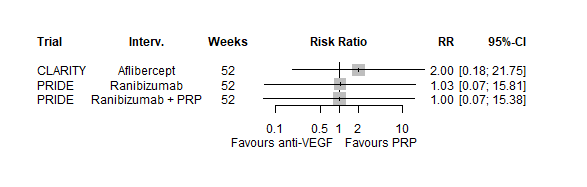 Trial Interv. Weeks Risk Ratio RR 95%-CI
CLARITY Aflibercept 52 2.00 [0.18; 21.75]
PRIDE Ranibizumab 52 1.03 [0.07; 15.81]
PRIDE Ranibizumab + PRP 52 1.00 [0.07; 15.38]
0.1 0.5 1 2 10
Favours anti-VEGF Favours PRP